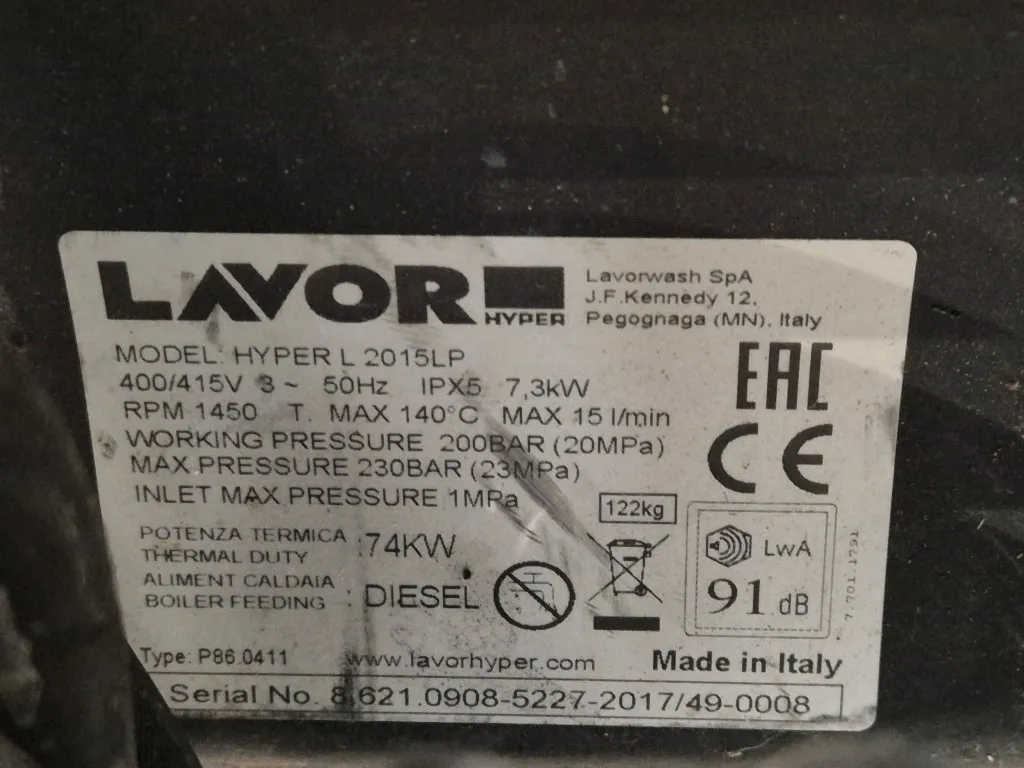 LAVOR
HYPER
Lavorwash SpA
J.F.Kennedy 12,
Pegognaga (MN), Italy
MODEL: HYPER L 2015LP
400/415V 3 ~ 50Hz IPX5 7,3kW
RPM 1450 T. MAX 140°C MAX 15 l/min
WORKING PRESSURE 200BAR (20MPa)
MAX PRESSURE 230BAR (23MPa)
INLET MAX PRESSURE 1MPa
EAC
CE
122kg
POTENZA TERMICA
THERMAL DUTY
:74KW
ALIMENT CALDAIA
BOILER FEEDING
: DIESEL
LwA
91 dB
7.701.1791
Type: P86.0411 www.lavorhyper.com Made in Italy
Serial No. 8.621.0908-5227-2017/49-0008